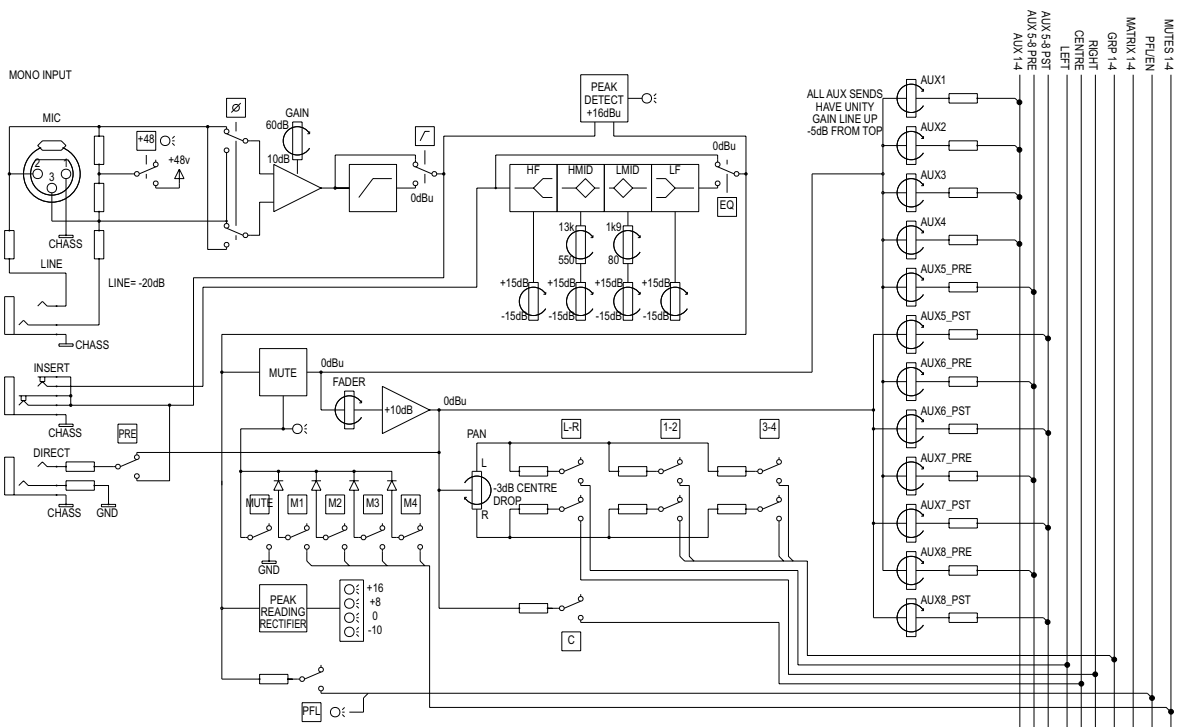 MONO INPUT
MIC
2
3
1
+48
+48v
Ø
GAIN
60dB
10dB
0dBu
CHASS
LINE
LINE= -20dB
CHASS
INSERT
CHASS
DIRECT
PRE
CHASS
GND
PEAK
DETECT
+16dBu
0dBu
HF
HMID
LMID
LF
EQ
13k
550
1k9
80
+15dB
-15dB
+15dB
-15dB
+15dB
-15dB
+15dB
-15dB
MUTE
0dBu
FADER
+10dB
0dBu
PAN
L
R
-3dB CENTRE
DROP
L-R
1-2
3-4
MUTE
M1
M2
M3
M4
GND
PEAK
READING
RECTIFIER
+16
+8
0
-10
C
PFL
ALL AUX SENDS
HAVE UNITY
GAIN LINE UP
-5dB FROM TOP
AUX1
AUX2
AUX3
AUX4
AUX5_PRE
AUX5_PST
AUX6_PRE
AUX6_PST
AUX7_PRE
AUX7_PST
AUX8_PRE
AUX8_PST
AUX 1-4
AUX 5-8 PRE
AUX 5-8 PST
LEFT
CENTRE
RIGHT
GRP 1-4
MATRIX 1-4
PFL/EN
MUTES 1-4